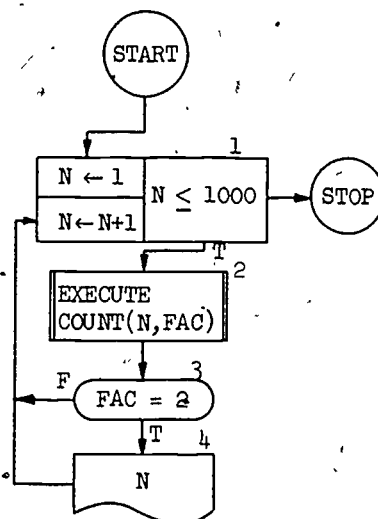 START
1
N ← 1
N ≤ 1000
STOP
N←N+1
T
2
EXECUTE
COUNT(N,FAC)
3
F
FAC = 2
T
4
N